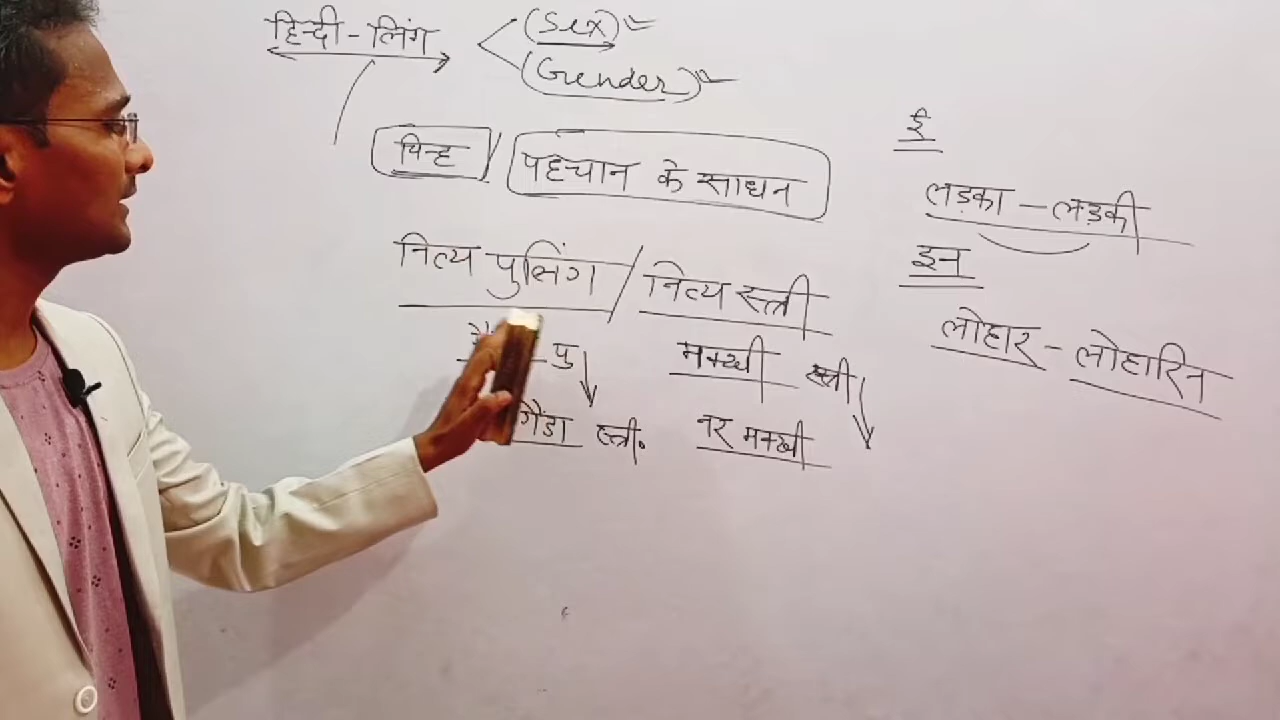 हिन्दी - लिंग (Sex)
(Gender)
चिन्ह / पहचान के साधन
नित्य पुलिंग / नित्य स्त्री
पु मक्खी स्त्री
गैंडा स्त्री. नर मक्खी
ई
लड़का - लड़की
इन
लोहार - लोहारिन